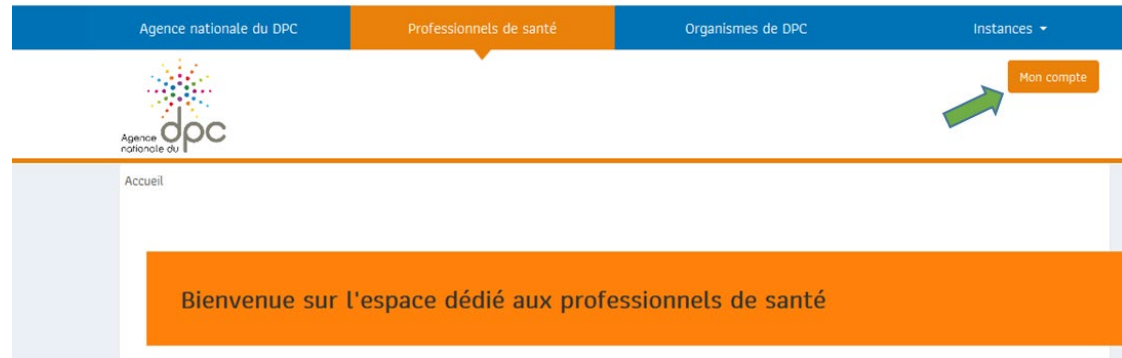 Agence nationale du DPC Professionnels de santé Organismes de DPC Instances
Mon compte
Agence
nationale du dpc
Accueil
Bienvenue sur l'espace dédié aux professionnels de santé